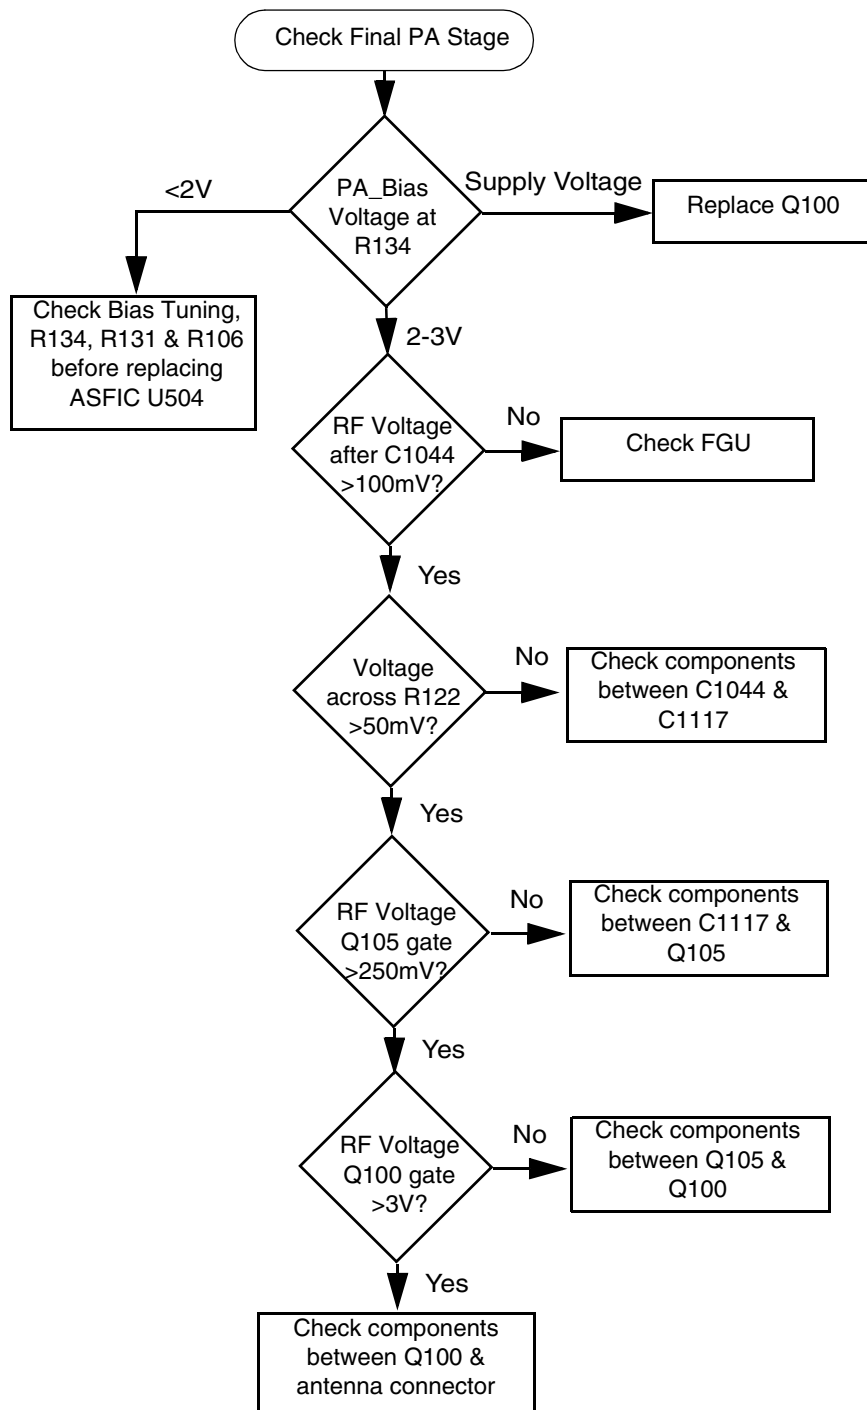 Check Final PA Stage
PA_Bias
Voltage at
R134
<2V
Supply Voltage
Replace Q100
Check Bias Tuning,
R134, R131 & R106
before replacing
ASFIC U504
2-3V
RF Voltage
after C1044
>100mV?
No
Check FGU
Yes
Voltage
across R122
>50mV?
No
Check components
between C1044 &
C1117
Yes
RF Voltage
Q105 gate
>250mV?
No
Check components
between C1117 &
Q105
Yes
RF Voltage
Q100 gate
>3V?
No
Check components
between Q105 &
Q100
Yes
Check components
between Q100 &
antenna connector